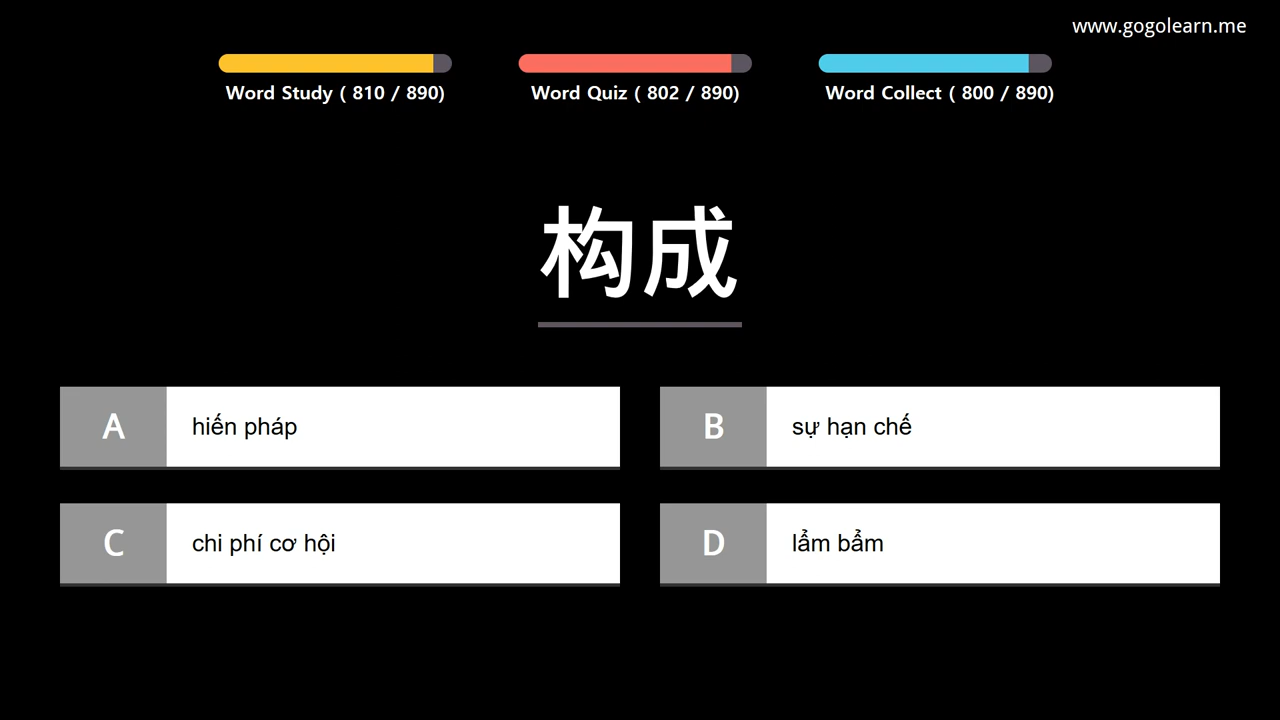 www.gogolearn.me
Word Study ( 810 / 890)
Word Quiz ( 802 / 890)
Word Collect ( 800 / 890)
构成
A hiến pháp
B sự hạn chế
C chi phí cơ hội
D lẩm bẩm